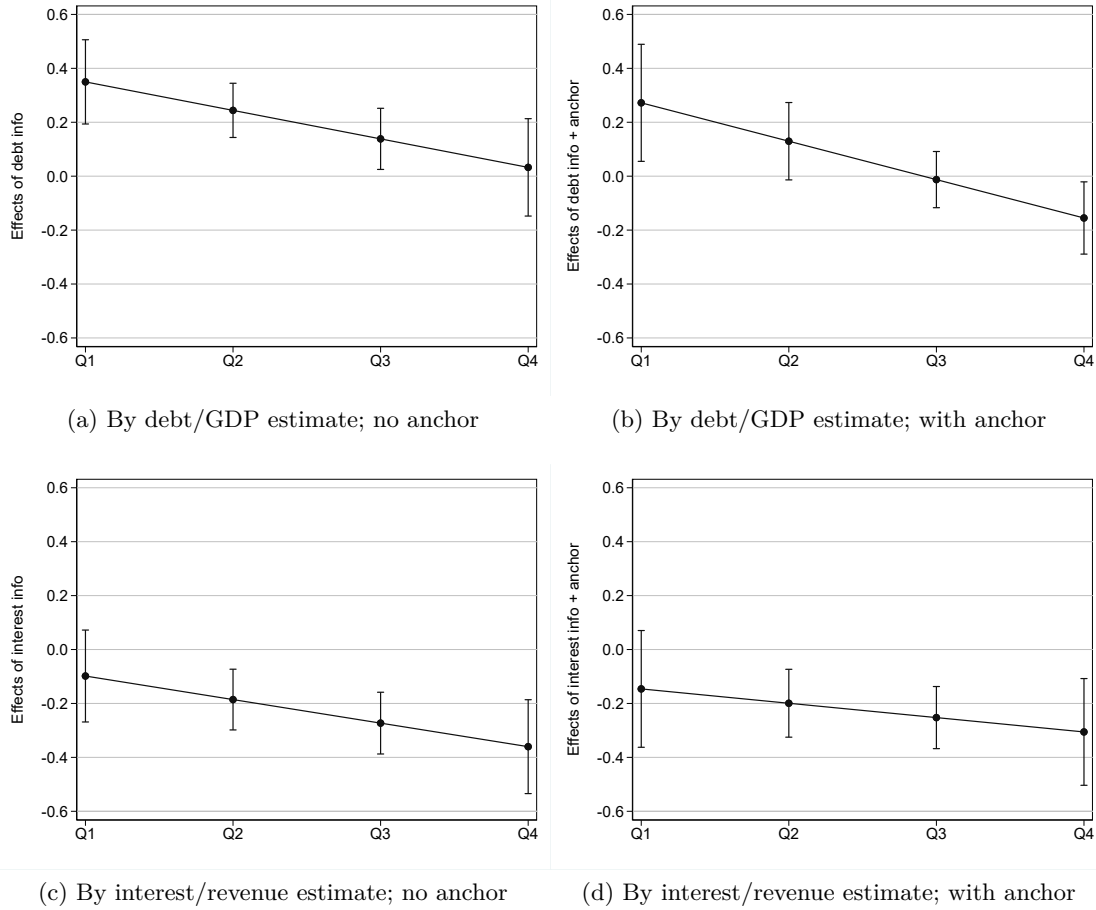 0.6
0.4
0.2
0.0
-0.2
-0.4
-0.6
Effects of debt info
Q1 Q2 Q3 Q4
(a) By debt/GDP estimate; no anchor
0.6
0.4
0.2
0.0
-0.2
-0.4
-0.6
Effects of debt info + anchor
Q1 Q2 Q3 Q4
(b) By debt/GDP estimate; with anchor
0.6
0.4
0.2
0.0
-0.2
-0.4
-0.6
Effects of interest info
Q1 Q2 Q3 Q4
(c) By interest/revenue estimate; no anchor
0.6
0.4
0.2
0.0
-0.2
-0.4
-0.6
Effects of interest info + anchor
Q1 Q2 Q3 Q4
(d) By interest/revenue estimate; with anchor